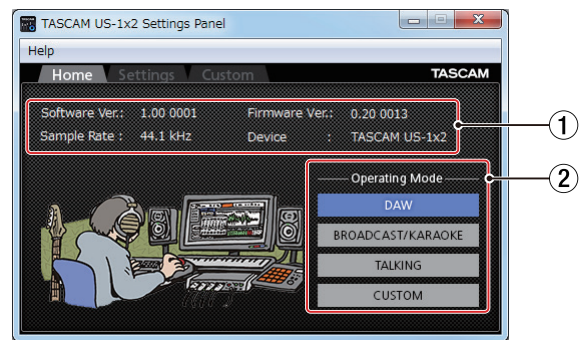 TASCAM US-1x2 Settings Panel
Help
Home Settings Custom TASCAM
Software Ver.: 1.00 0001 Firmware Ver.: 0.20 0013
Sample Rate : 44.1 kHz Device : TASCAM US-1x2
1
2
Operating Mode
DAW
BROADCAST/KARAOKE
TALKING
CUSTOM